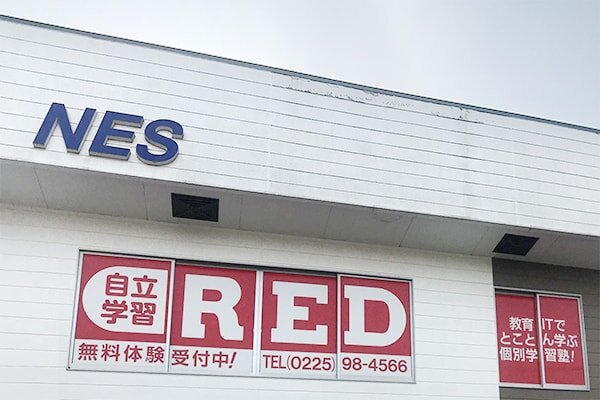 NES
自立
学習
RED
無料体験 受付中!
TEL(0225) 98-4566
教育ITで
とことん学ぶ
個別学習塾!